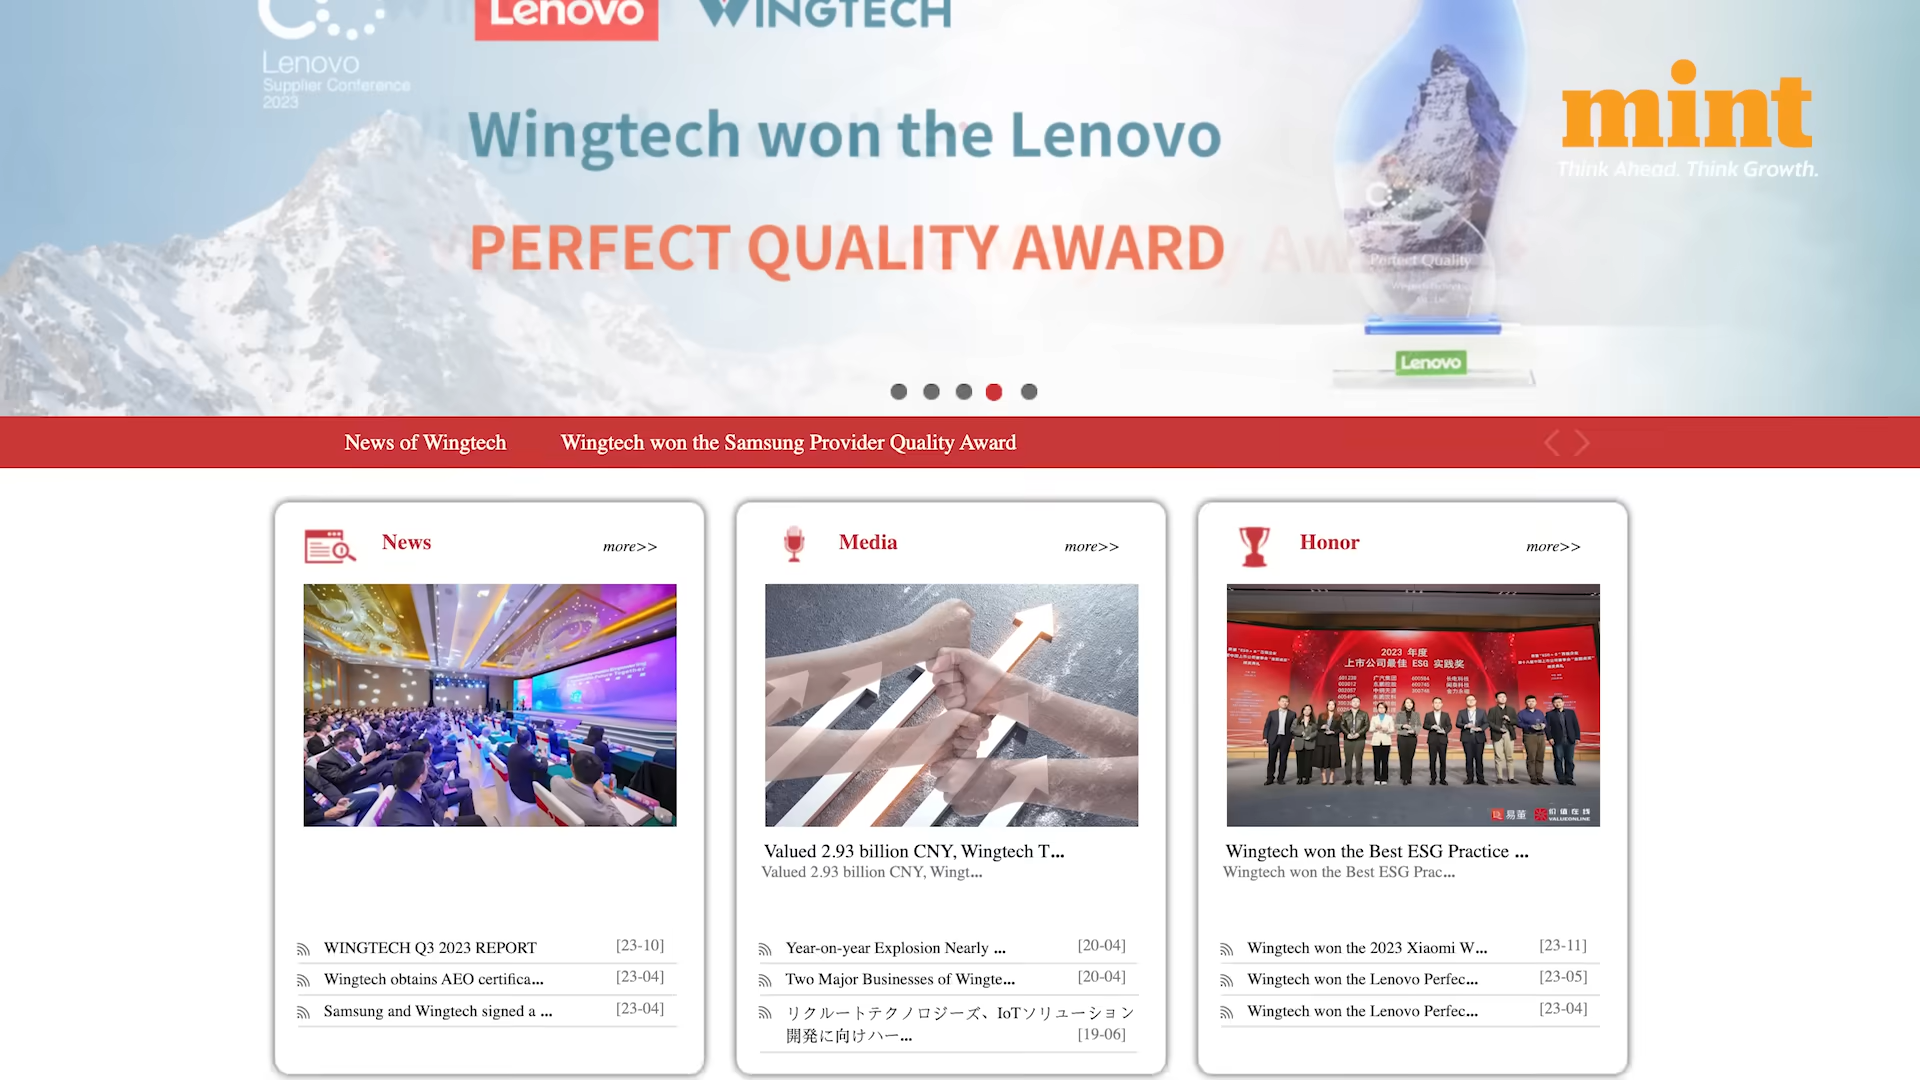 Lenovo WINGTECH
Lenovo
Supplier Conference
2023
mint
Think Ahead. Think Growth.
Wingtech won the Lenovo
PERFECT QUALITY AWARD
Perfect Quality
Lenovo
News of Wingtech Wingtech won the Samsung Provider Quality Award
News more>>
Media more>>
Honor more>>
2023 年度
上市公司最佳 ESG 实践奖
易董 价值在线
VALUEONLINE
Valued 2.93 billion CNY, Wingtech T...
Valued 2.93 billion CNY, Wingt...
Wingtech won the Best ESG Practice ...
Wingtech won the Best ESG Prac...
WINGTECH Q3 2023 REPORT [23-10]
Wingtech obtains AEO certifica... [23-04]
Samsung and Wingtech signed a ... [23-04]
Year-on-year Explosion Nearly ... [20-04]
Two Major Businesses of Wingte... [20-04]
リクルートテクノロジーズ、IoTソリューション
開発に向けハー... [19-06]
Wingtech won the 2023 Xiaomi W... [23-11]
Wingtech won the Lenovo Perfec... [23-05]
Wingtech won the Lenovo Perfec... [23-04]